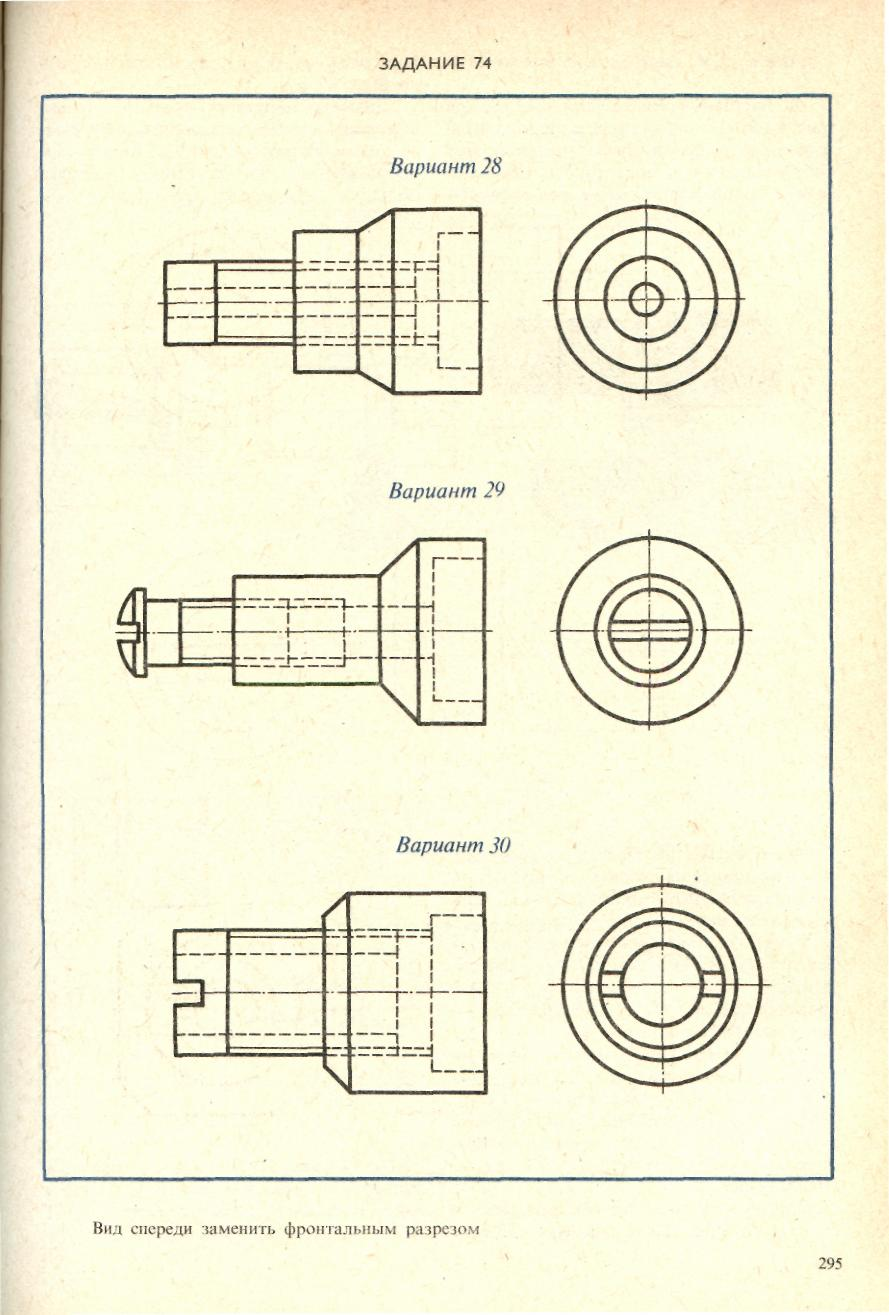 ЗАДАНИЕ 74
Вариант 28
Вариант 29
Вариант 30
Вид спереди заменить фронтальным разрезом
295